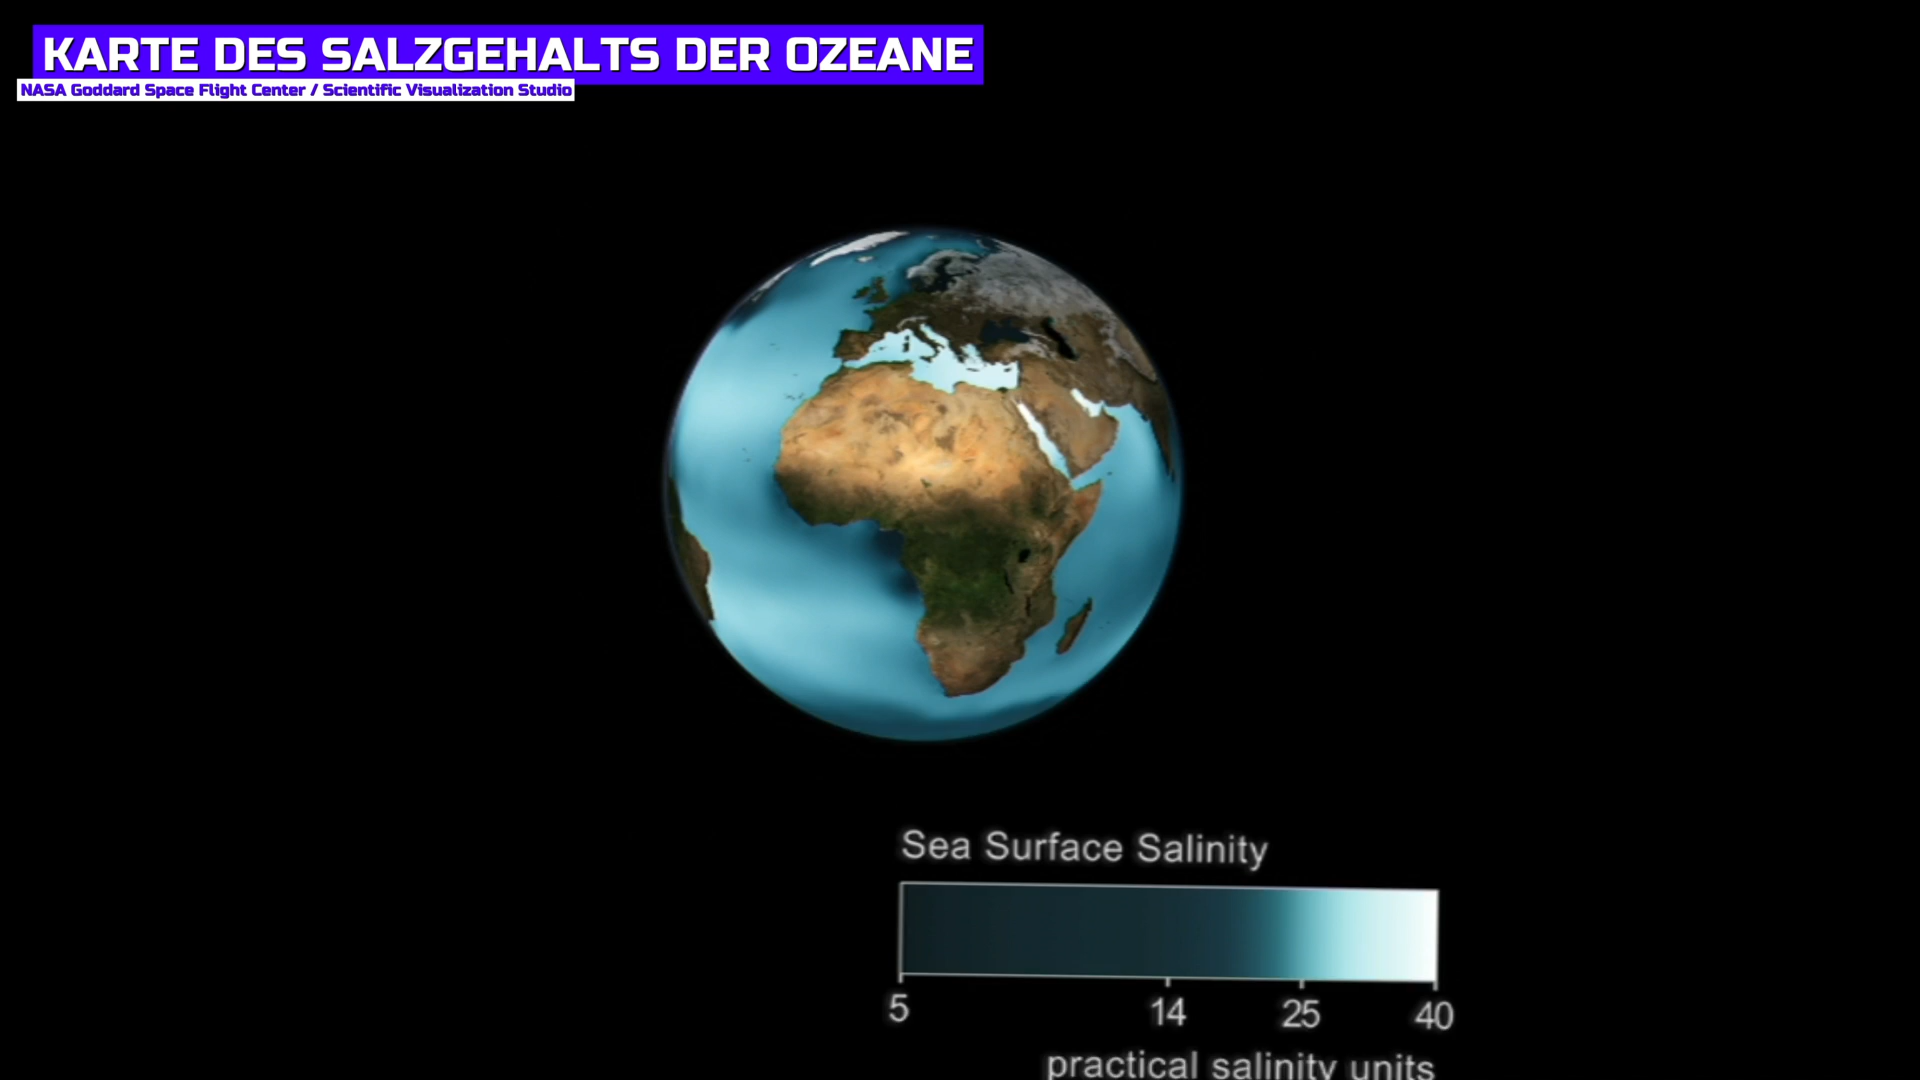 KARTE DES SALZGEHALTS DER OZEANE
NASA Goddard Space Flight Center / Scientific Visualization Studio
Sea Surface Salinity
5 14 25 40
practical salinity units